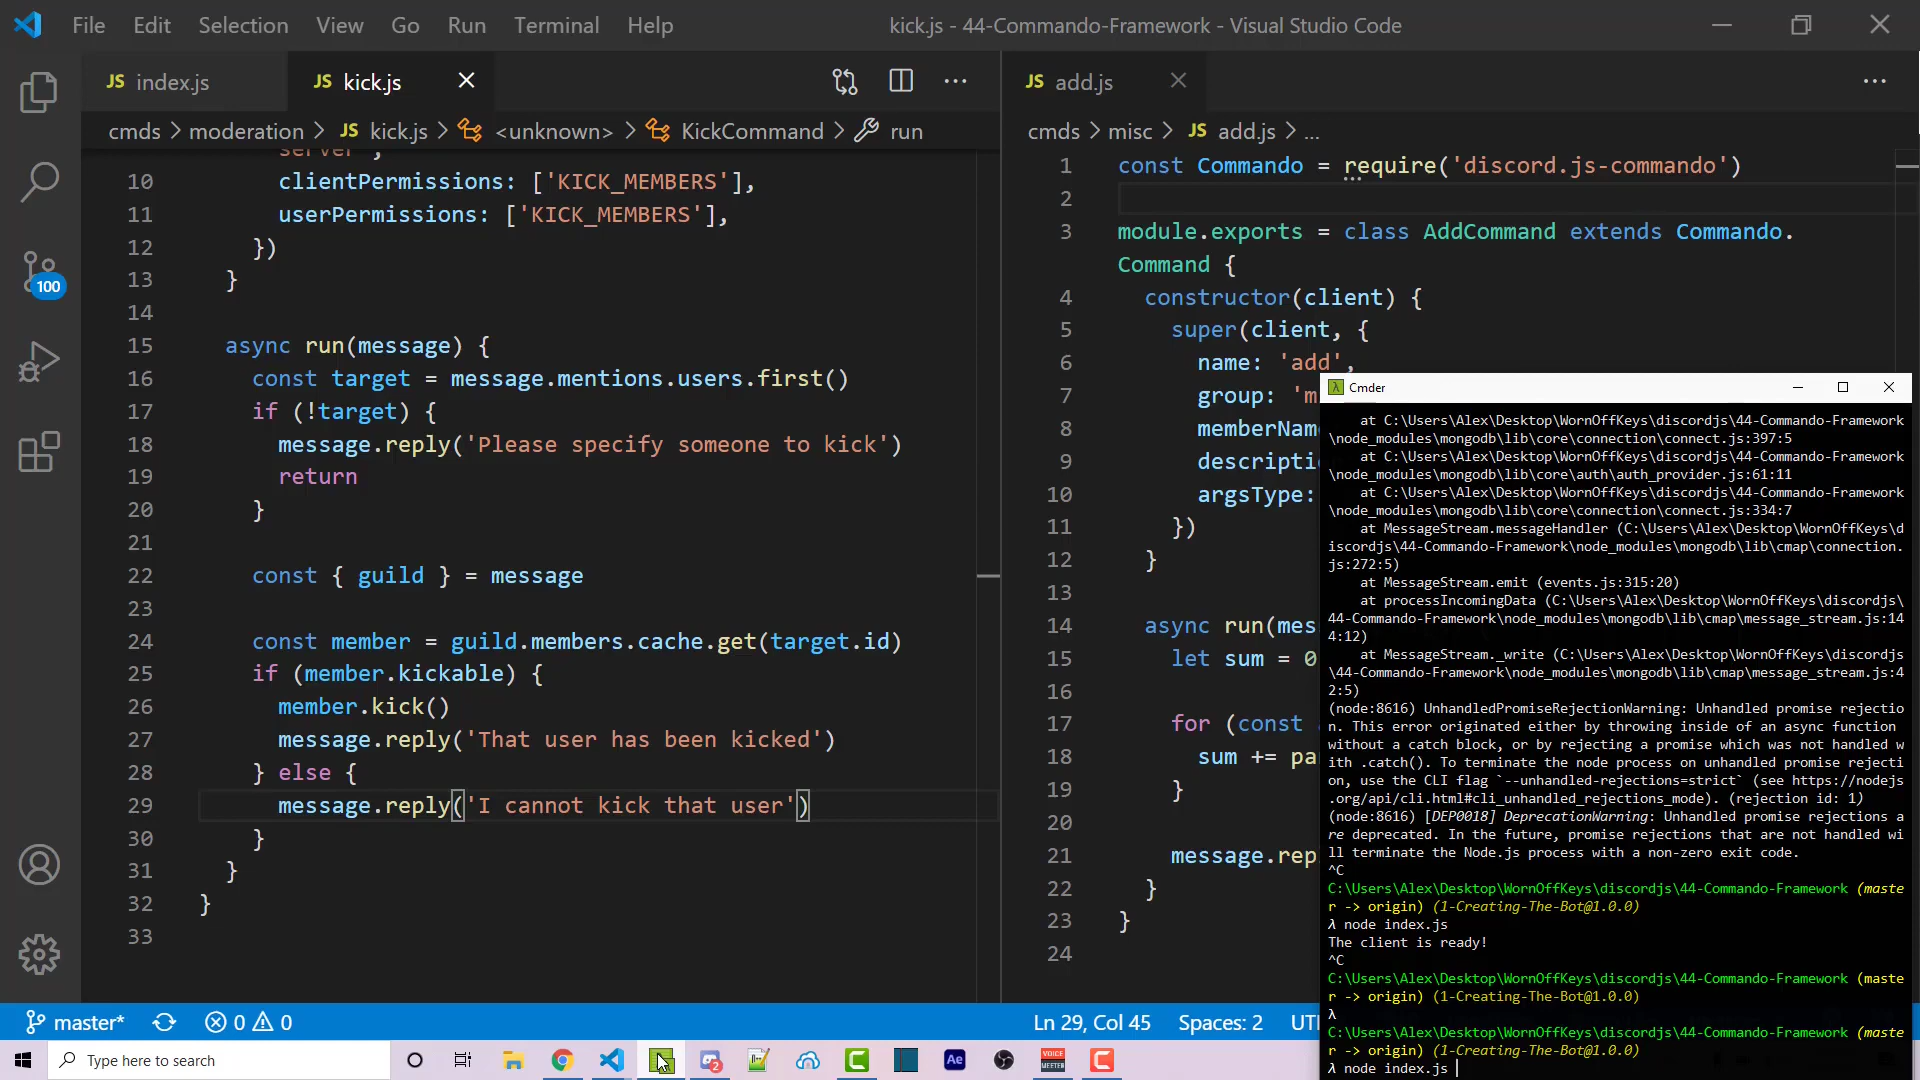 File Edit Selection View Go Run Terminal Help kick.js - 44-Commando-Framework - Visual Studio Code
JS index.js
JS kick.js
cmds > moderation > JS kick.js > <unknown> > KickCommand > run
server',
10 clientPermissions: ['KICK_MEMBERS'],
11 userPermissions: ['KICK_MEMBERS'],
12 })
13 }
14
15 async run(message) {
16 const target = message.mentions.users.first()
17 if (!target) {
18 message.reply('Please specify someone to kick')
19 return
20 }
21
22 const { guild } = message
23
24 const member = guild.members.cache.get(target.id)
25 if (member.kickable) {
26 member.kick()
27 message.reply('That user has been kicked')
28 } else {
29 message.reply('I cannot kick that user')
30 }
31 }
32 }
33
100
JS add.js
cmds > misc > JS add.js > ...
1 const Commando = require('discord.js-commando')
2
3 module.exports = class AddCommand extends Commando.
Command {
4 constructor(client) {
5 super(client, {
6 name: 'add',
7 group: 'm
8 memberNam
9 descriptio
10 argsType:
11 })
12 }
13
14 async run(mes
15 let sum = 0
16
17 for (const
18 sum += pa
19 }
20
21 message.rep
22 }
23 }
24
Cmder
at C:\Users\Alex\Desktop\WornOffKeys\discordjs\44-Commando-Framework
\node_modules\mongodb\lib\core\connection\connect.js:397:5
at C:\Users\Alex\Desktop\WornOffKeys\discordjs\44-Commando-Framework
\node_modules\mongodb\lib\core\auth\auth_provider.js:61:11
at C:\Users\Alex\Desktop\WornOffKeys\discordjs\44-Commando-Framework
\node_modules\mongodb\lib\core\connection\connect.js:334:7
at MessageStream.messageHandler (C:\Users\Alex\Desktop\WornOffKeys\d
iscordjs\44-Commando-Framework\node_modules\mongodb\lib\cmap\connection.
js:272:5)
at MessageStream.emit (events.js:315:20)
at processIncomingData (C:\Users\Alex\Desktop\WornOffKeys\discordjs\
44-Commando-Framework\node_modules\mongodb\lib\cmap\message_stream.js:14
4:12)
at MessageStream._write (C:\Users\Alex\Desktop\WornOffKeys\discordjs
\44-Commando-Framework\node_modules\mongodb\lib\cmap\message_stream.js:4
2:5)
(node:8616) UnhandledPromiseRejectionWarning: Unhandled promise rejectio
n. This error originated either by throwing inside of an async function
without a catch block, or by rejecting a promise which was not handled w
ith .catch(). To terminate the node process on unhandled promise rejecti
on, use the CLI flag `--unhandled-rejections=strict` (see https://nodejs
.org/api/cli.html#cli_unhandled_rejections_mode). (rejection id: 1)
(node:8616) [DEP0018] DeprecationWarning: Unhandled promise rejections a
re deprecated. In the future, promise rejections that are not handled wi
ll terminate the Node.js process with a non-zero exit code.
^C
C:\Users\Alex\Desktop\WornOffKeys\discordjs\44-Commando-Framework (maste
r -> origin) (1-Creating-The-Bot@1.0.0)
λ node index.js
The client is ready!
^C
C:\Users\Alex\Desktop\WornOffKeys\discordjs\44-Commando-Framework (maste
r -> origin) (1-Creating-The-Bot@1.0.0)
λ
C:\Users\Alex\Desktop\WornOffKeys\discordjs\44-Commando-Framework (maste
r -> origin) (1-Creating-The-Bot@1.0.0)
λ node index.js
master* 0 0 Ln 29, Col 45 Spaces: 2 UT
Type here to search
2
Ae
VOICE
MEETER